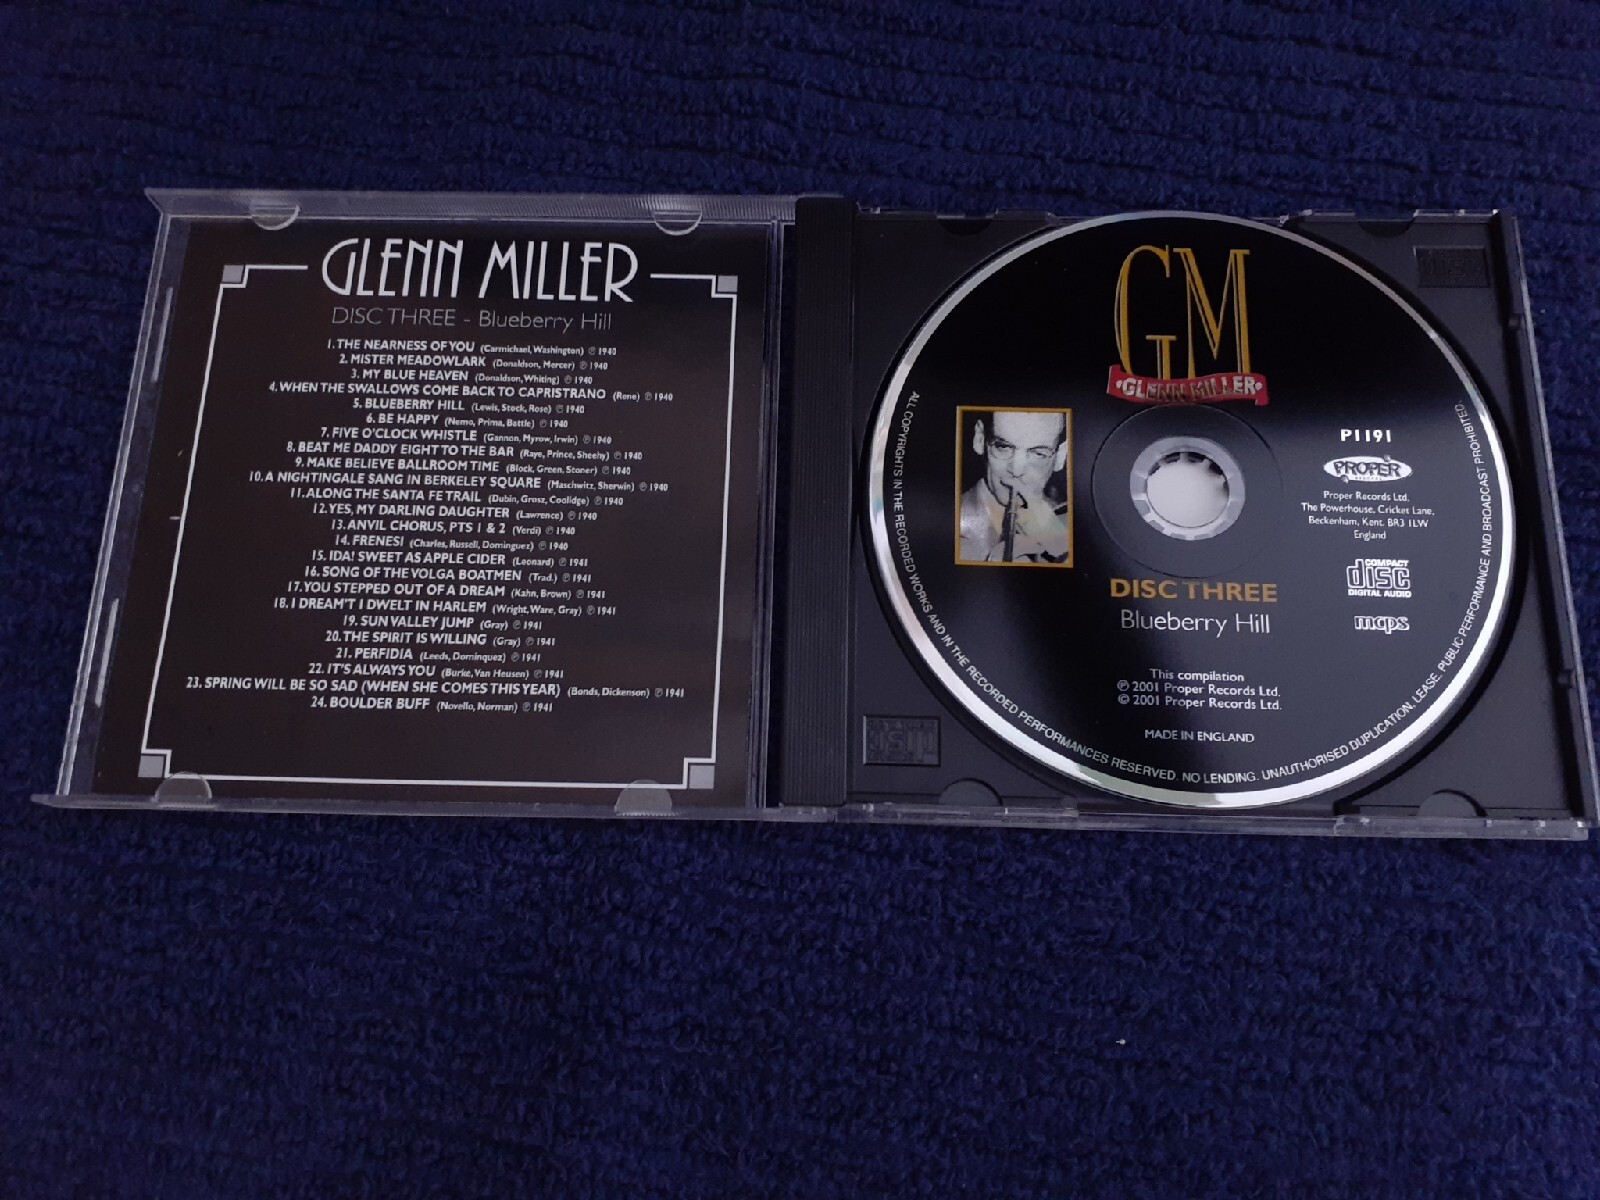 GLENN MILLER
DISC THREE - Blueberry Hill
1. THE NEARNESS OF YOU (Carmichael, Washington) ℗ 1940
2. MISTER MEADOWLARK (Donaldson, Mercer) ℗ 1940
3. MY BLUE HEAVEN (Donaldson, Whiting) ℗ 1940
4. WHEN THE SWALLOWS COME BACK TO CAPRISTRANO (Rene) ℗ 1940
5. BLUEBERRY HILL (Lewis, Stock, Rose) ℗ 1940
6. BE HAPPY (Nemo, Prima, Battle) ℗ 1940
7. FIVE O'CLOCK WHISTLE (Gannon, Myrow, Irwin) ℗ 1940
8. BEAT ME DADDY EIGHT TO THE BAR (Raye, Prince, Sheehy) ℗ 1940
9. MAKE BELIEVE BALLROOM TIME (Block, Green, Stoner) ℗ 1940
10. A NIGHTINGALE SANG IN BERKELEY SQUARE (Maschwitz, Sherwin) ℗ 1940
11. ALONG THE SANTA FE TRAIL (Dubin, Grosz, Coolidge) ℗ 1940
12. YES, MY DARLING DAUGHTER (Lawrence) ℗ 1940
13. ANVIL CHORUS, PTS 1 & 2 (Verdi) ℗ 1940
14. FRENESI (Charles, Russell, Dominguez) ℗ 1940
15. IDA! SWEET AS APPLE CIDER (Leonard) ℗ 1941
16. SONG OF THE VOLGA BOATMEN (Trad.) ℗ 1941
17. YOU STEPPED OUT OF A DREAM (Kahn, Brown) ℗ 1941
18. I DREAM'T I DWELT IN HARLEM (Wright, Ware, Gray) ℗ 1941
19. SUN VALLEY JUMP (Gray) ℗ 1941
20. THE SPIRIT IS WILLING (Gray) ℗ 1941
21. PERFIDIA (Leeds, Dominquez) ℗ 1941
22. IT'S ALWAYS YOU (Burke, Van Heusen) ℗ 1941
23. SPRING WILL BE SO SAD (WHEN SHE COMES THIS YEAR) (Bonds, Dickenson) ℗ 1941
24. BOULDER BUFF (Novello, Norman) ℗ 1941
GM
•GLENN MILLER•
P1191
PROPER
RECORDS
Proper Records Ltd.
The Powerhouse, Cricket Lane,
Beckenham, Kent. BR3 1LW
England
COMPACT
disc
DIGITAL AUDIO
mcps
DISC THREE
Blueberry Hill
This compilation
℗ 2001 Proper Records Ltd.
© 2001 Proper Records Ltd.
MADE IN ENGLAND
ALL COPYRIGHTS IN THE RECORDED WORKS AND IN THE RECORDED PERFORMANCES RESERVED. NO LENDING. UNAUTHORISED DUPLICATION, LEASE, PUBLIC PERFORMANCE AND BROADCAST PROHIBITED.
disc